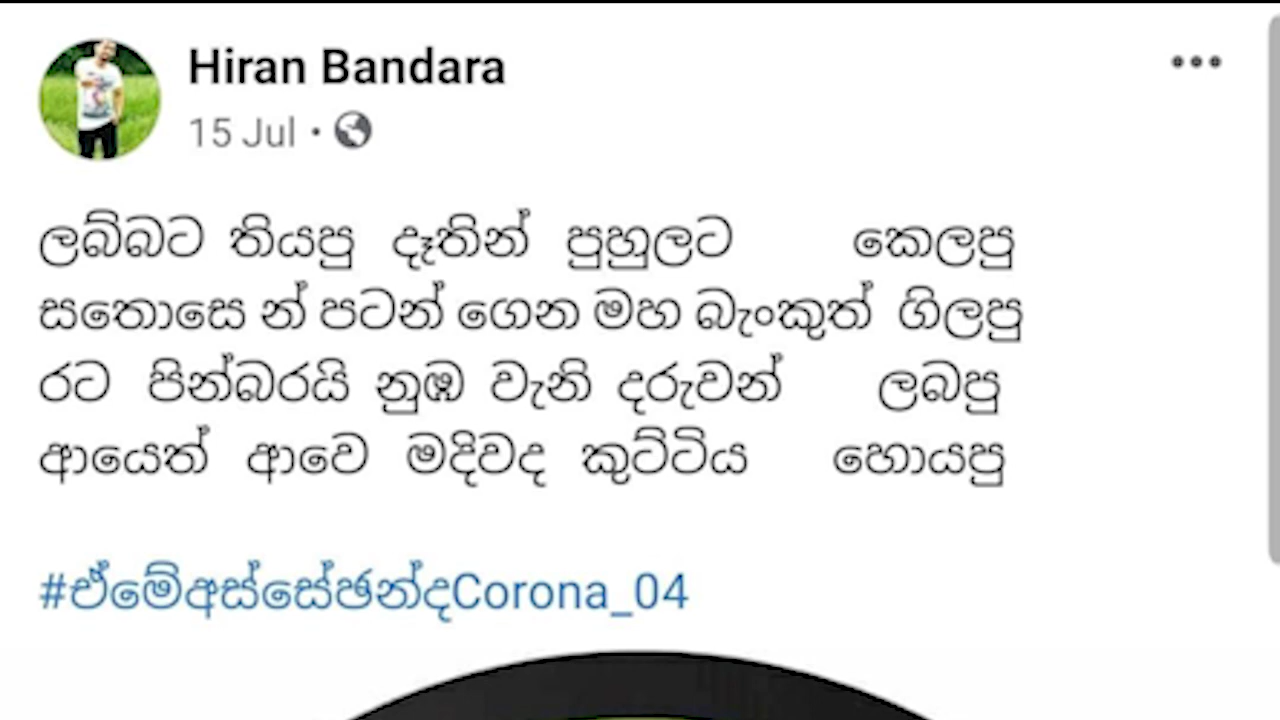 Hiran Bandara
15 Jul •
ලබ්බට තියපු දෑතින් පුහුලට කෙලපු
සතොසෙ න් පටන් ගෙන මහ බැංකුත් ගිලපු
රට පින්බරයි නුඹ වැනි දරුවන් ලබපු
ආයෙත් ආවෙ මදිවද කුට්ටිය හොයපු
#ඒමේඅස්සේඡන්දCorona_04